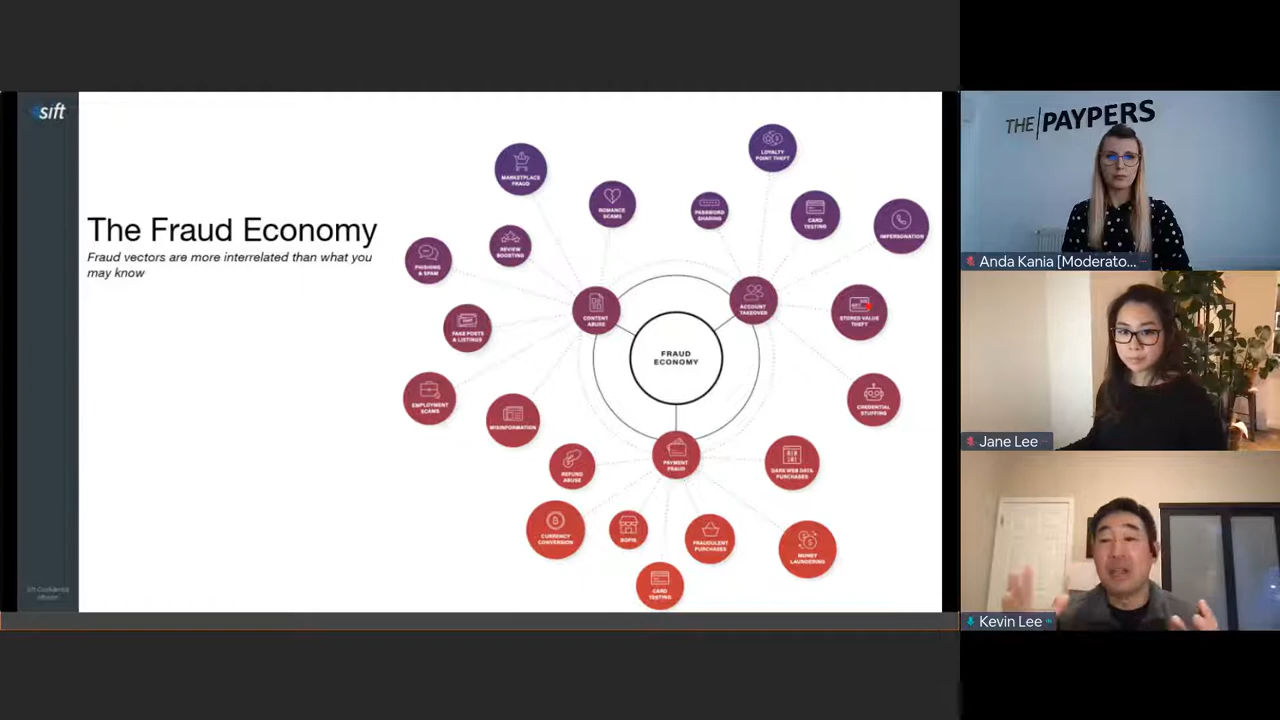 sift
The Fraud Economy
Fraud vectors are more interrelated than what you
may know
MARKETPLACE
FRAUD
ROMANCE
SCAMS
REVIEW
BOOSTING
PHISHING
& SPAM
FAKE POSTS
& LISTINGS
EMPLOYMENT
SCAMS
MISINFORMATION
CONTENT
ABUSE
LOYALTY
POINT THEFT
PASSWORD
SHARING
CARD
TESTING
IMPERSONATION
ACCOUNT
TAKEOVER
STORED VALUE
THEFT
CREDENTIAL
STUFFING
FRAUD
ECONOMY
PAYMENT
FRAUD
REFUND
ABUSE
DARK WEB DATA
PURCHASES
CURRENCY
CONVERSION
BOPIS
FRAUDULENT
PURCHASES
MONEY
LAUNDERING
CARD
TESTING
THE PAYPERS
Anda Kania [Moderato...
Jane Lee
Kevin Lee